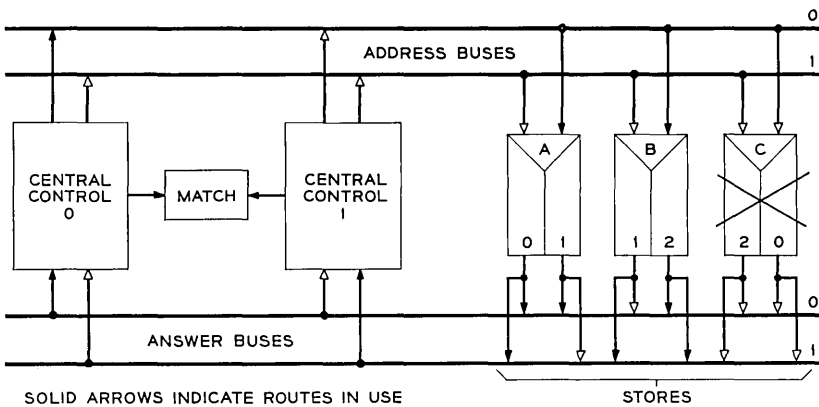 0
ADDRESS BUSES
1
CENTRAL
CONTROL
0
MATCH
CENTRAL
CONTROL
1
A
B
C
0 1
1 2
2 0
0
ANSWER BUSES
1
SOLID ARROWS INDICATE ROUTES IN USE
STORES